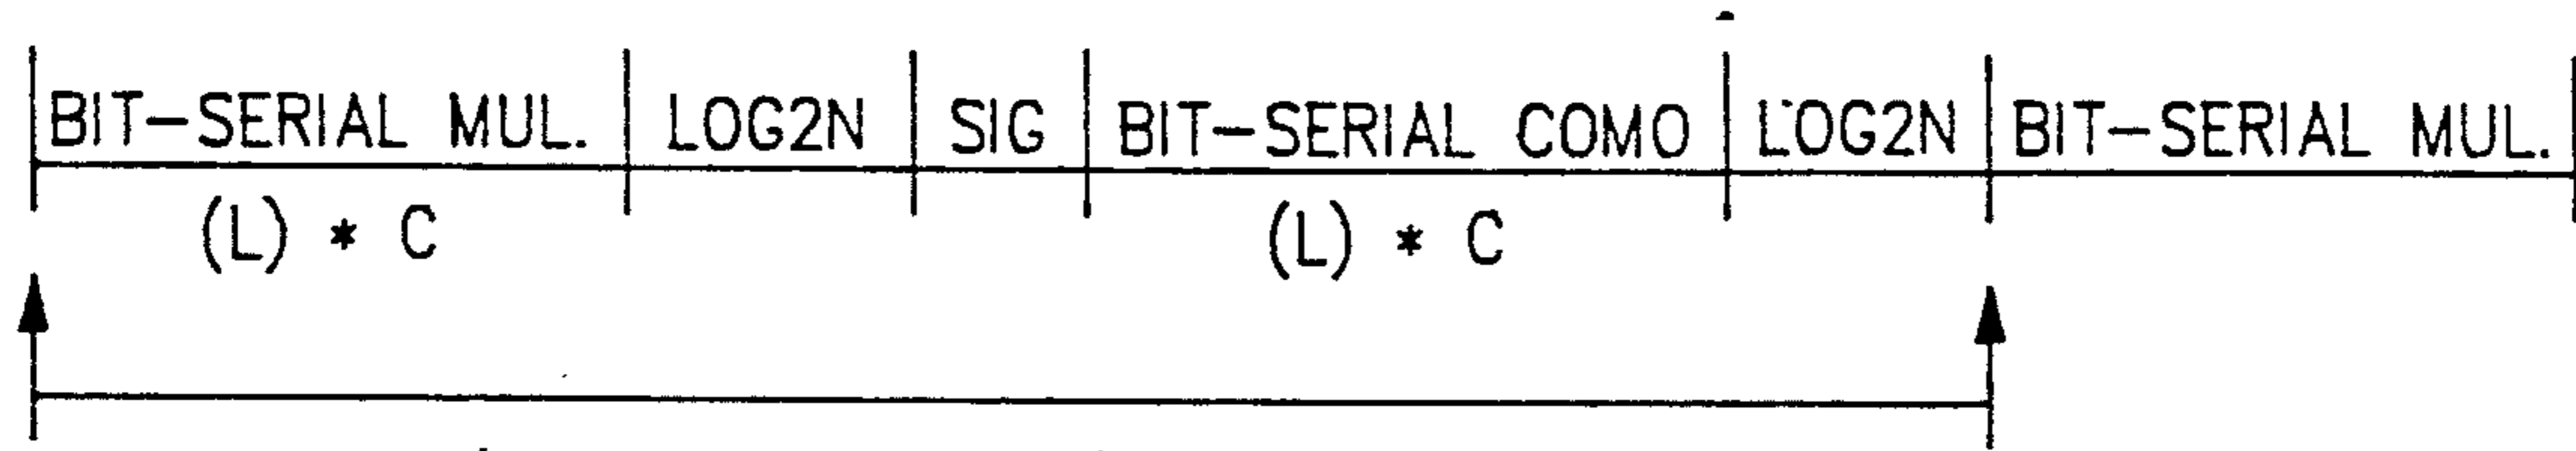 BIT-SERIAL MUL. LOG2N SIG BIT-SERIAL COMO LOG2N BIT-SERIAL MUL.
(L) * C (L) * C